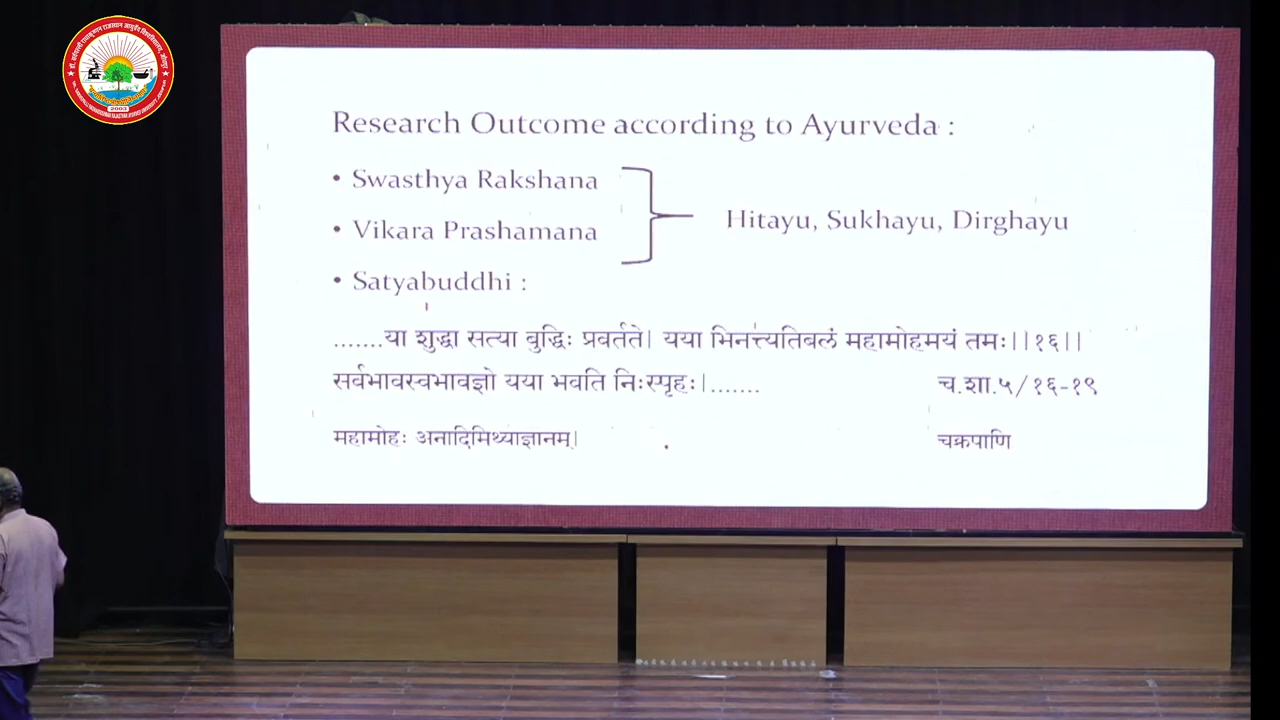 Research Outcome according to Ayurveda :
• Swasthya Rakshana
• Vikara Prashamana
Hitayu, Sukhayu, Dirghayu
• Satyabuddhi :
.......या शुद्धा सत्या बुद्धिः प्रवर्तते। यया भिनत्त्यतिबलं महामोहमयं तमः||१६||
सर्वभावस्वभावज्ञो यया भवति निःस्पृहः|....... च.शा.५/१६-१९
महामोहः अनादिमिथ्याज्ञानम्| चक्रपाणि
2003